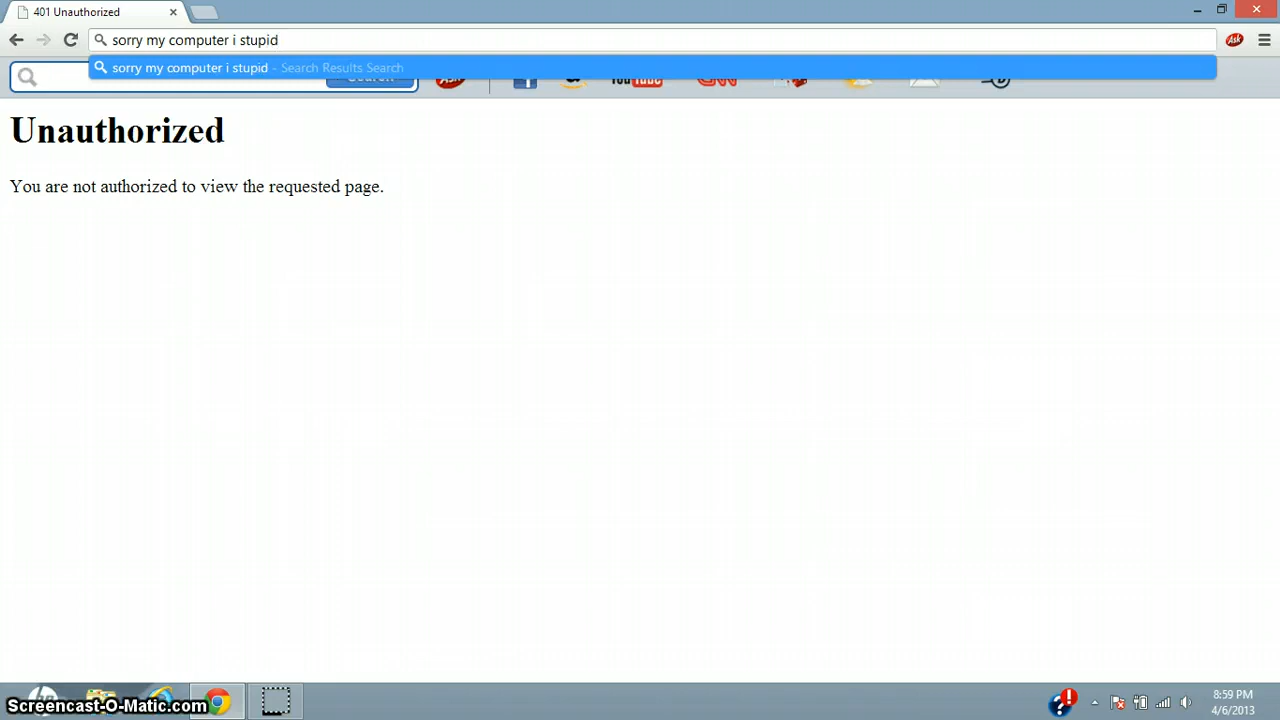 401 Unauthorized
sorry my computer i stupid
sorry my computer i stupid - Search Results Search
Ask
Unauthorized
You are not authorized to view the requested page.
Screencast-O-Matic.com
8:59 PM
4/6/2013